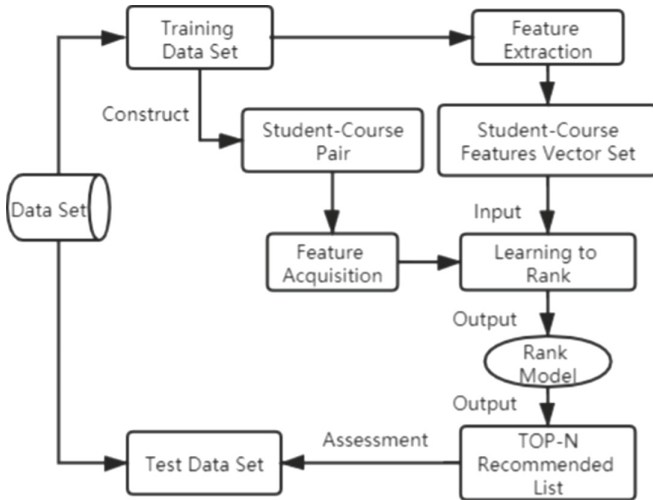 Training
Data Set
Feature
Extraction
Construct
Student-Course
Pair
Student-Course
Features Vector Set
Data Set
Input
Feature
Acquisition
Learning to
Rank
Output
Rank
Model
Output
TOP-N
Recommended
List
Assessment
Test Data Set